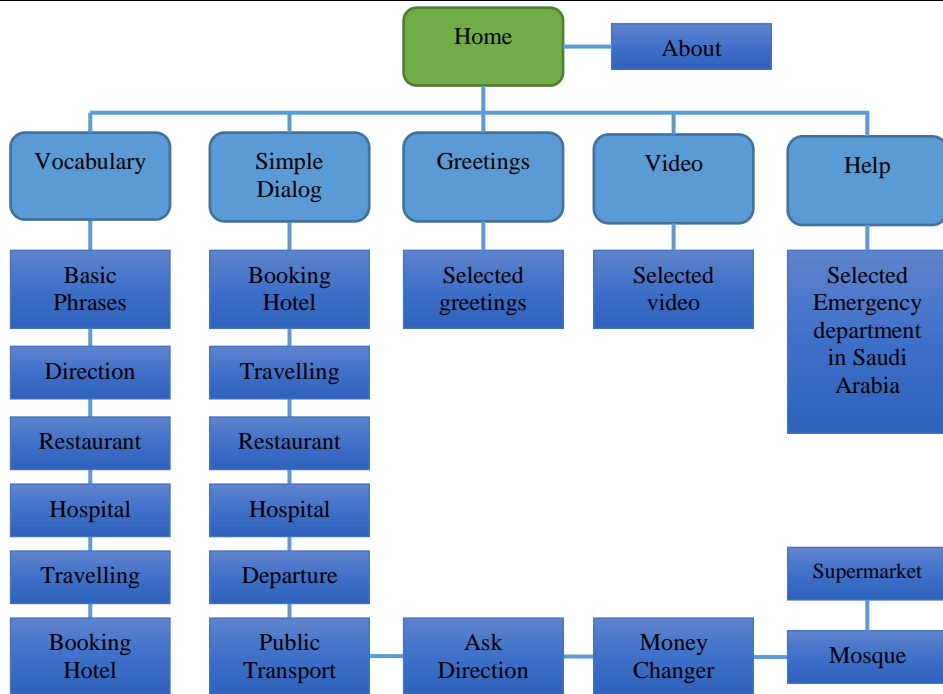 Home
About
Vocabulary
Simple
Dialog
Greetings
Video
Help
Basic
Phrases
Direction
Restaurant
Hospital
Travelling
Booking
Hotel
Booking
Hotel
Travelling
Restaurant
Hospital
Departure
Public
Transport
Ask
Direction
Money
Changer
Mosque
Supermarket
Selected
greetings
Selected
video
Selected
Emergency
department
in Saudi
Arabia